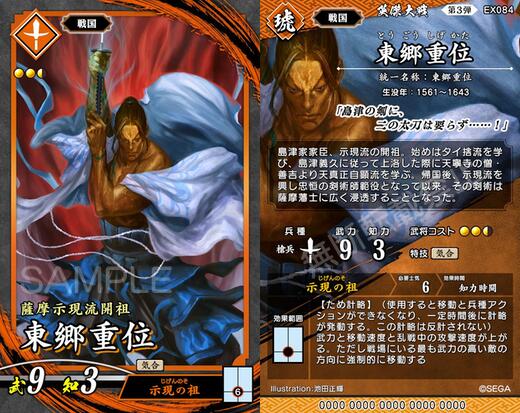 戦国
SAMPLE
薩摩示現流開祖
東郷重位
気合
武9 知3
じげんのそ
示現の祖
6
琥
戦国
英傑大戦
第3弾
EX084
とう ごう しげ かた
東郷重位
統一名称：東郷重位
生没年：1561～1643
「島津の剣に、
二の太刀は要らず……！」
島津家家臣、示現流の開祖。始めはタイ捨流を学
び、島津義久に従って上洛した際に天寧寺の僧・
善吉より天真正自顕流を学ぶ。帰国後、示現流を
興し忠恒の剣術師範役となって以来、その剣術は
薩摩藩士に広く浸透することとなった。
兵種 武力 知力 武将コスト
槍兵 9 3
特技 気合
じげんのそ 必要士気 効果時間
示現の祖 6 知力時間
効果範囲
【ため計略】（使用すると移動と兵種アク
ションができなくなり、一定時間後に計略
が発動する。この計略は反計されない）
武力と移動速度と乱戦中の攻撃速度が上が
る。ただし戦場にいる最も武力の高い敵の方
向に強制的に移動する
Illustration:池田正輝
©SEGA
0000 0000 0000 0000 0000